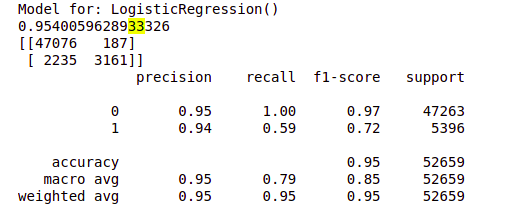 Model for: LogisticRegression()
0.9540059628933326
[[47076   187]
 [ 2235  3161]]
              precision    recall  f1-score   support

           0       0.95      1.00      0.97     47263
           1       0.94      0.59      0.72      5396

    accuracy                           0.95     52659
   macro avg       0.95      0.79      0.85     52659
weighted avg       0.95      0.95      0.95     52659